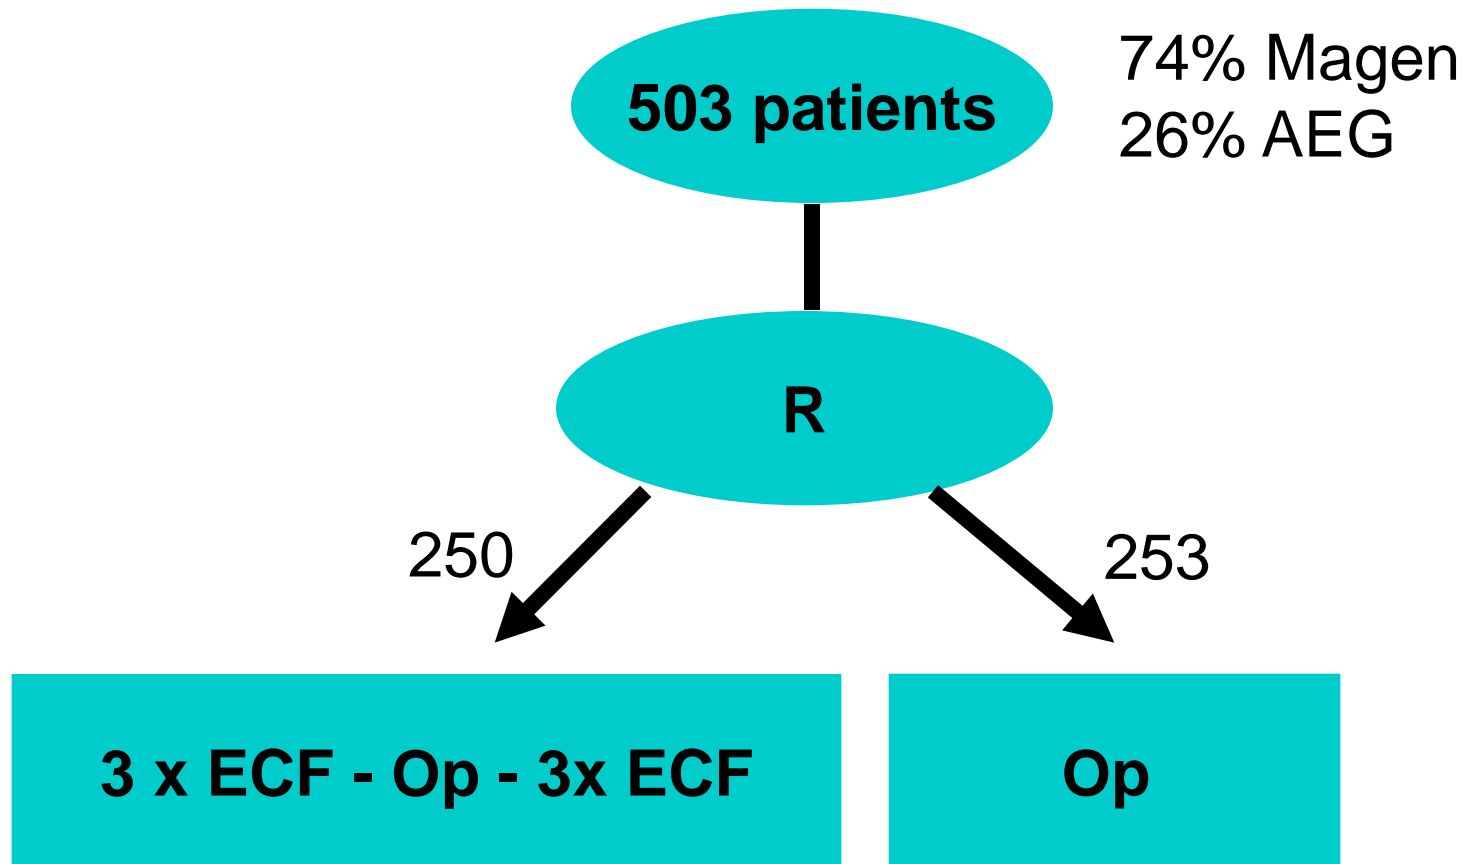 503 patients
74% Magen
26% AEG
R
250
253
3 x ECF - Op - 3x ECF
Op